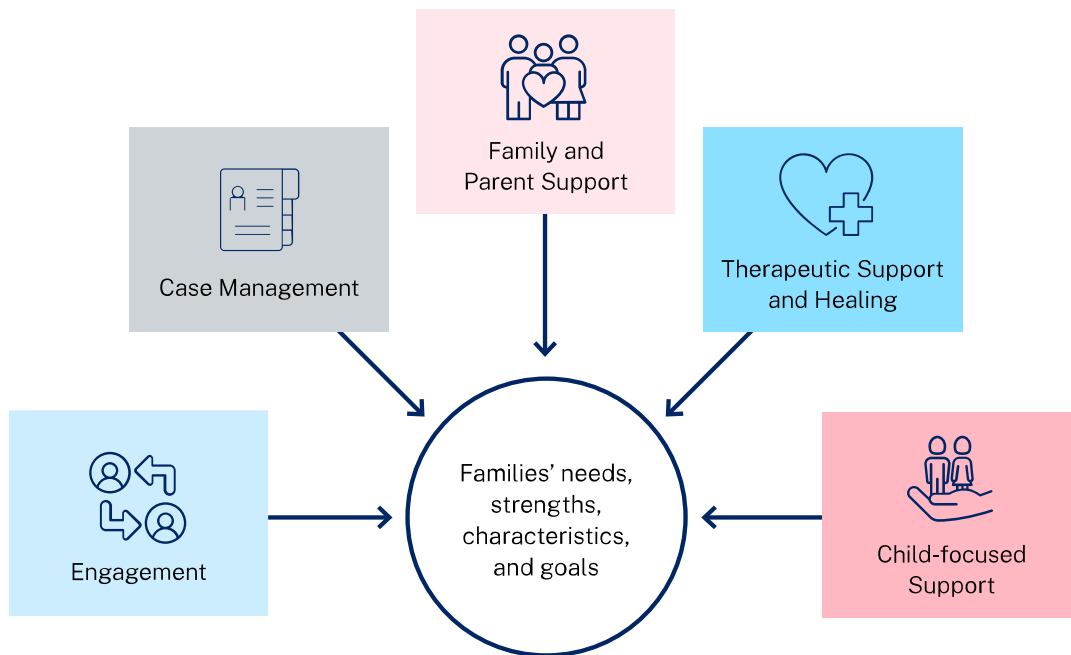 Family and
Parent Support
Case Management
Therapeutic Support
and Healing
Engagement
Families’ needs,
strengths,
characteristics,
and goals
Child-focused
Support